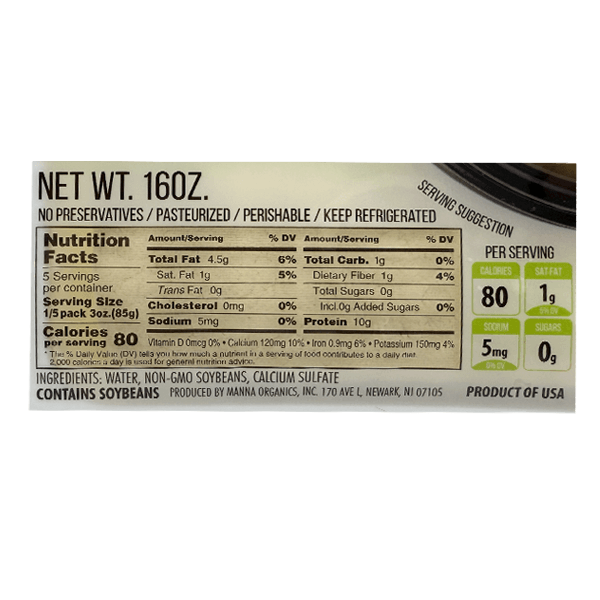 NET WT. 16OZ.
NO PRESERVATIVES / PASTEURIZED / PERISHABLE / KEEP REFRIGERATED
SERVING SUGGESTION
Nutrition
Facts
5 Servings
per container
Serving Size
1/5 pack 3oz.(85g)
Calories
per serving 80
Amount/Serving % DV
Total Fat 4.5g 6%
Sat. Fat 1g 5%
Trans Fat 0g
Cholesterol 0mg 0%
Sodium 5mg 0%
Amount/Serving % DV
Total Carb. 1g 0%
Dietary Fiber 1g 4%
Total Sugars 0g
Incl.0g Added Sugars 0%
Protein 10g
Vitamin D 0mcg 0% • Calcium 120mg 10% • Iron 0.9mg 6% • Potassium 150mg 4%
* The % Daily Value (DV) tells you how much a nutrient in a serving of food contributes to a daily diet.
2,000 calories a day is used for general nutrition advice.
PER SERVING
CALORIES
80
SAT-FAT
1g
5% DV
SODIUM
5mg
0% DV
SUGARS
0g
INGREDIENTS: WATER, NON-GMO SOYBEANS, CALCIUM SULFATE
CONTAINS SOYBEANS PRODUCED BY MANNA ORGANICS, INC. 170 AVE L, NEWARK, NJ 07105
PRODUCT OF USA